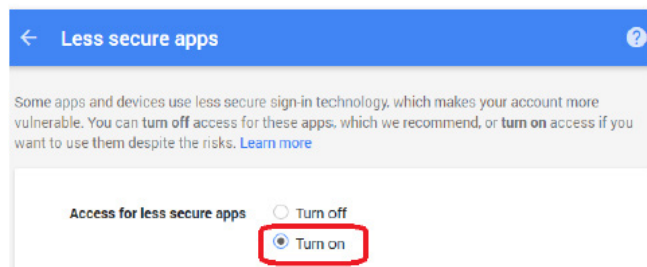 Less secure apps
Some apps and devices use less secure sign-in technology, which makes your account more
vulnerable. You can turn off access for these apps, which we recommend, or turn on access if you
want to use them despite the risks. Learn more
Access for less secure apps Turn off
Turn on